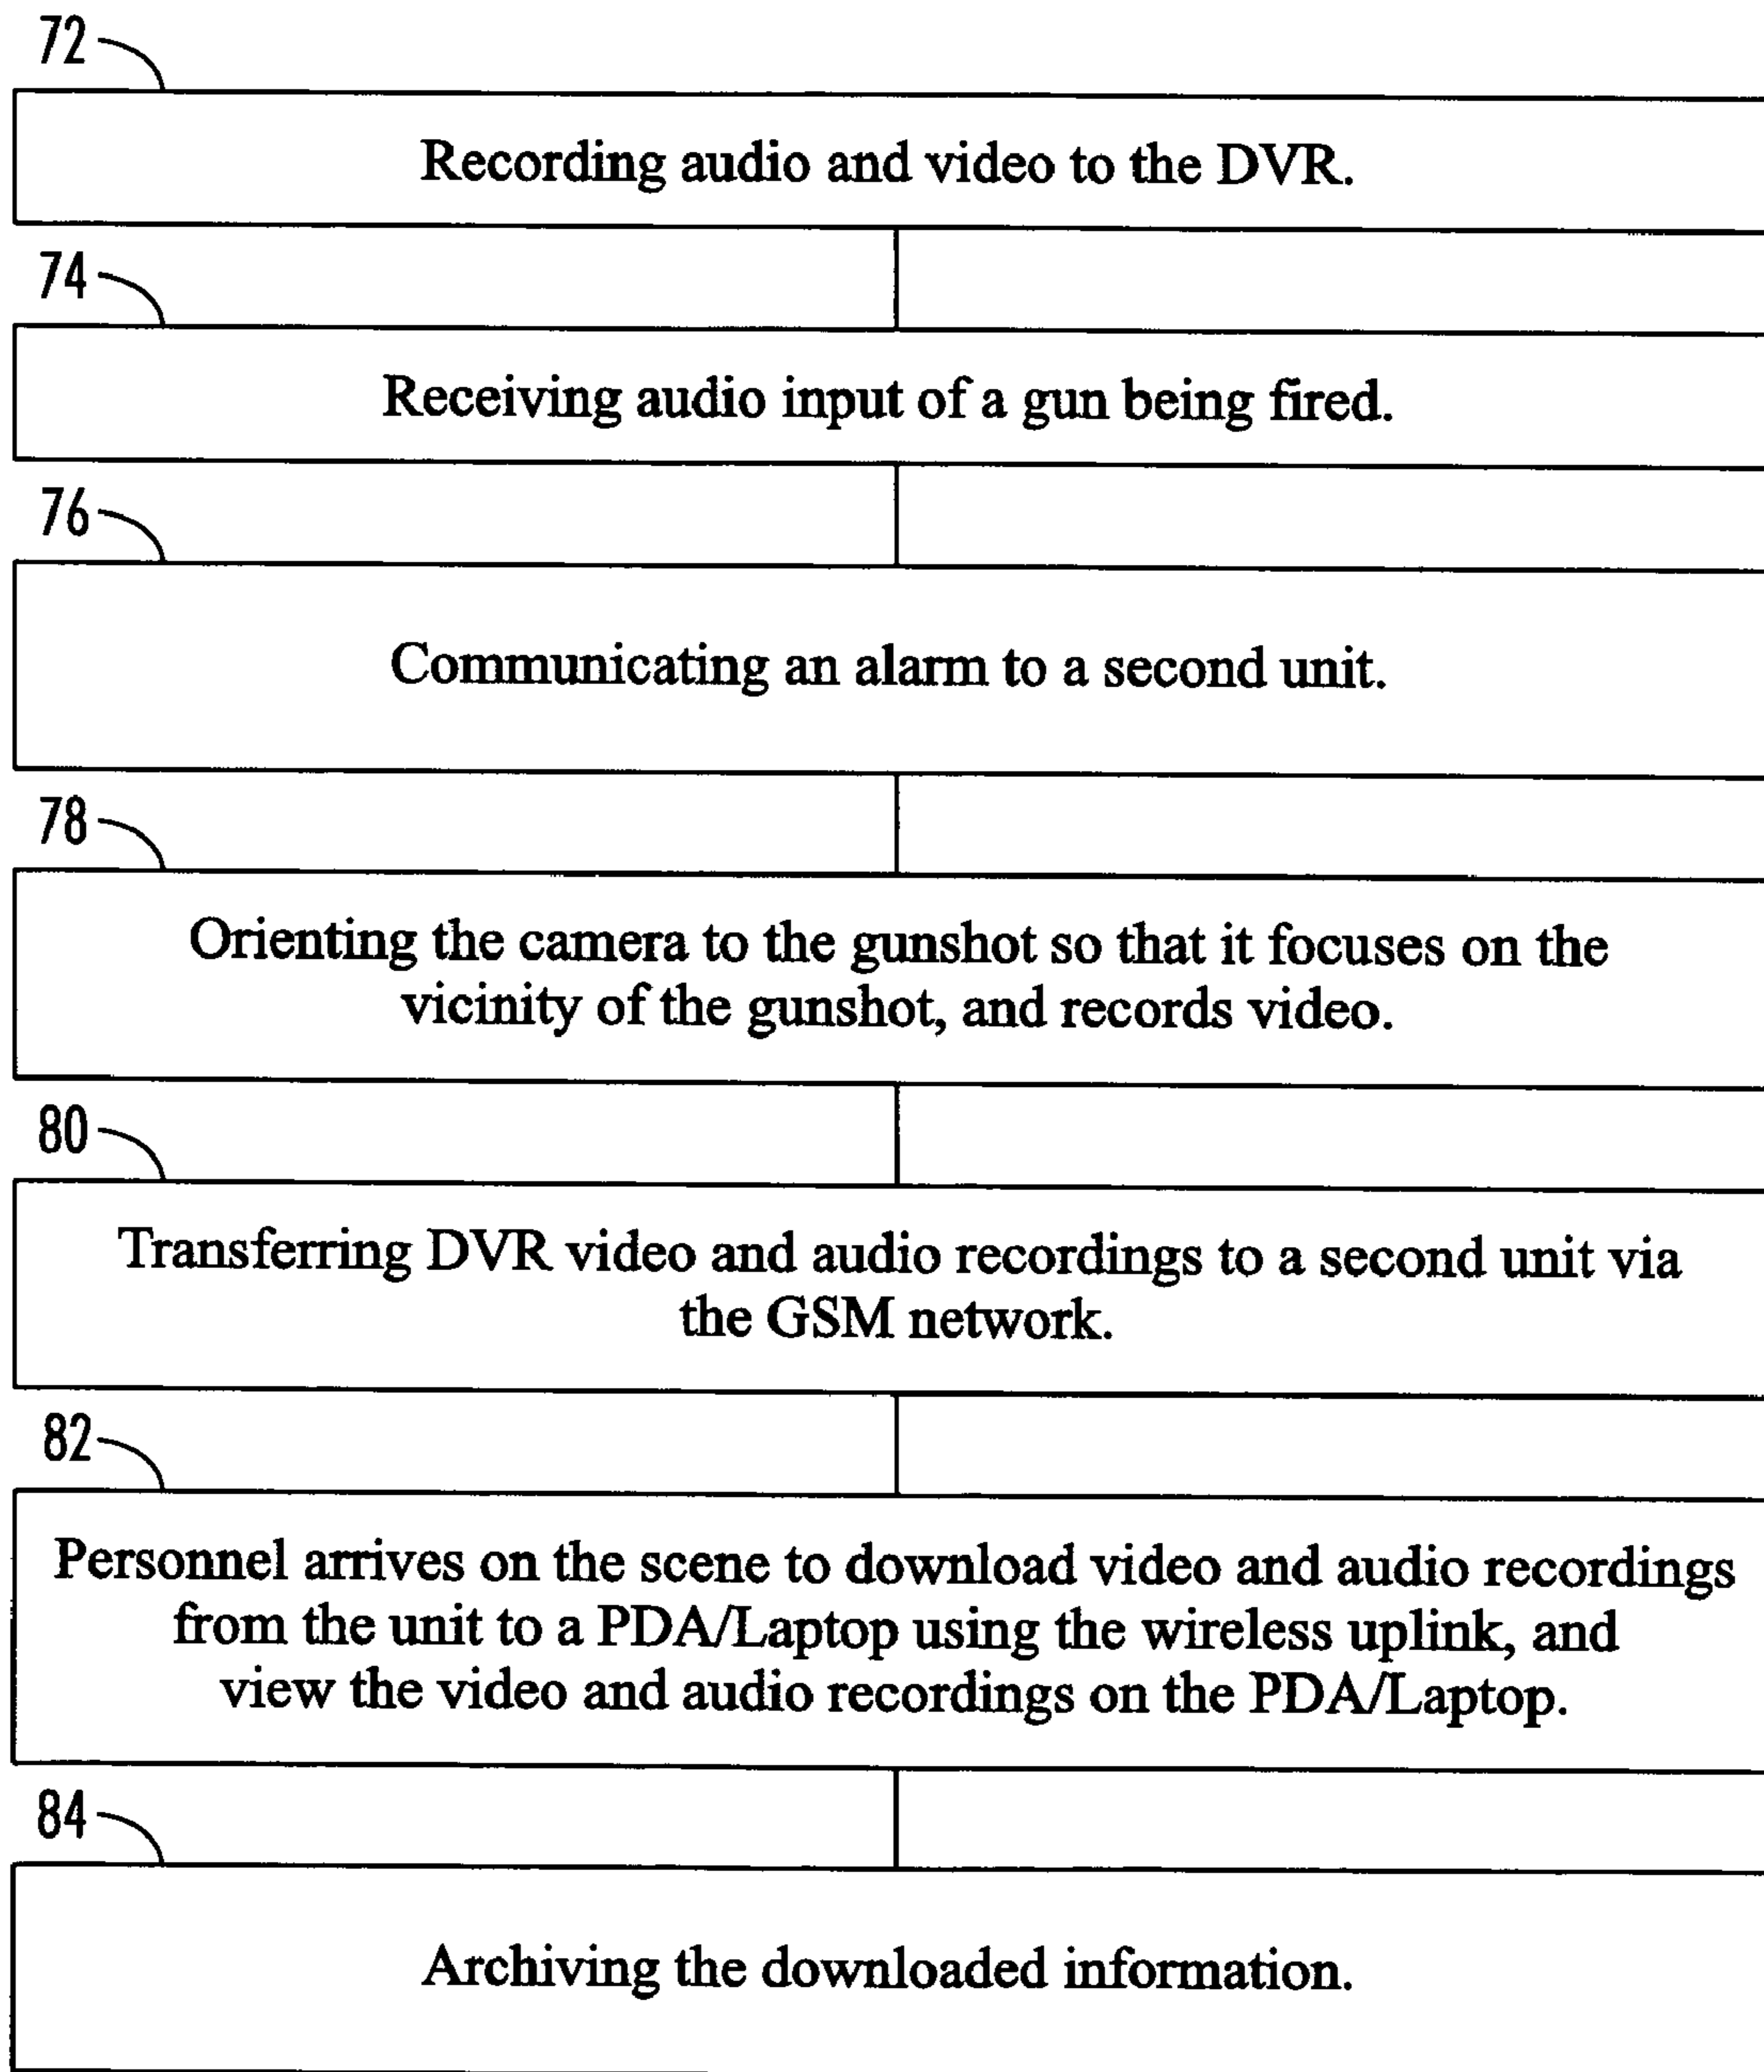 72
Recording audio and video to the DVR.
74
Receiving audio input of a gun being fired.
76
Communicating an alarm to a second unit.
78
Orienting the camera to the gunshot so that it focuses on the
vicinity of the gunshot, and records video.
80
Transferring DVR video and audio recordings to a second unit via
the GSM network.
82
Personnel arrives on the scene to download video and audio recordings
from the unit to a PDA/Laptop using the wireless uplink, and
view the video and audio recordings on the PDA/Laptop.
84
Archiving the downloaded information.